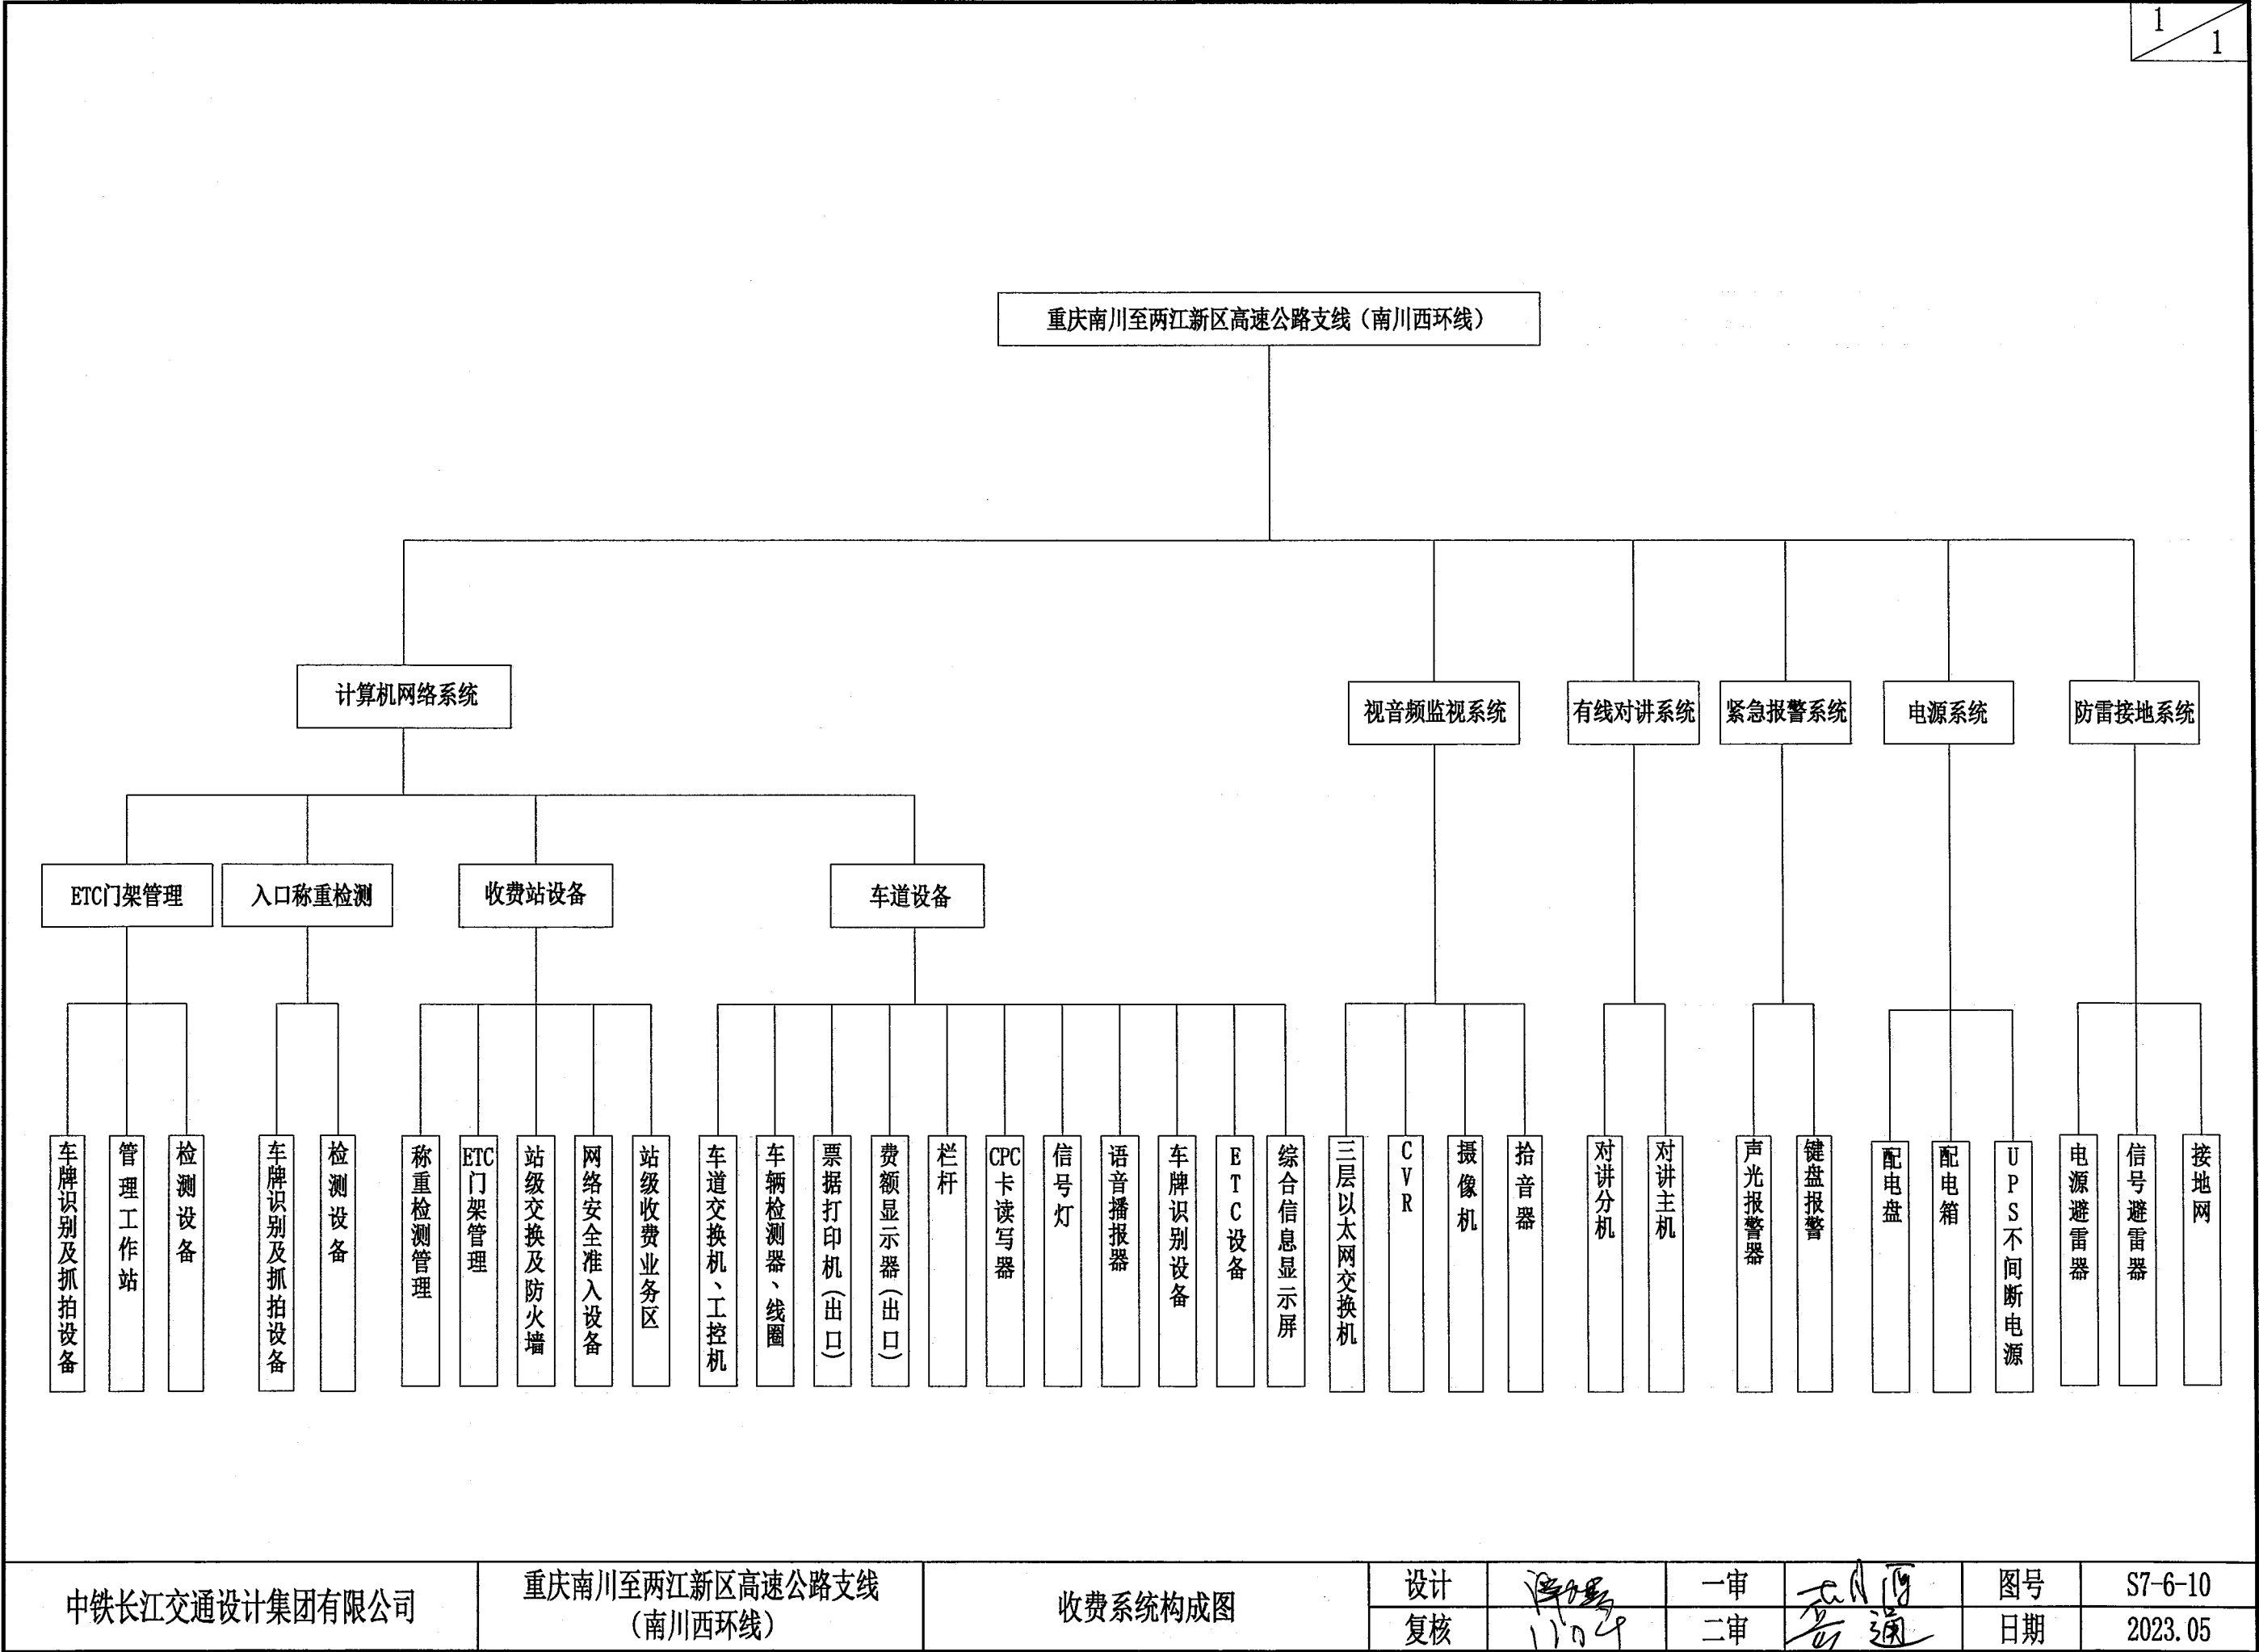 1
1
重庆南川至两江新区高速公路支线（南川西环线）
计算机网络系统
视音频监视系统
有线对讲系统
紧急报警系统
电源系统
防雷接地系统
ETC门架管理
入口称重检测
收费站设备
车道设备
车牌识别及抓拍设备
管理工作站
检测设备
车牌识别及抓拍设备
检测设备
称重检测管理
ETC门架管理
站级交换及防火墙
网络安全准入设备
站级收费业务区
车道交换机、工控机
车辆检测器、线圈
票据打印机（出口）
费额显示器（出口）
栏杆
CPC卡读写器
信号灯
语音播报器
车牌识别设备
ETC设备
综合信息显示屏
三层以太网交换机
CVR
摄像机
拾音器
对讲分机
对讲主机
声光报警器
键盘报警
配电盘
配电箱
UPS不间断电源
电源避雷器
信号避雷器
接地网
中铁长江交通设计集团有限公司
重庆南川至两江新区高速公路支线
（南川西环线）
收费系统构成图
设计
一审
图号
S7-6-10
复核
二审
日期
2023.05